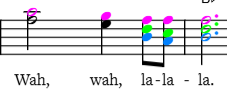 Wah, wah, la-la - la.